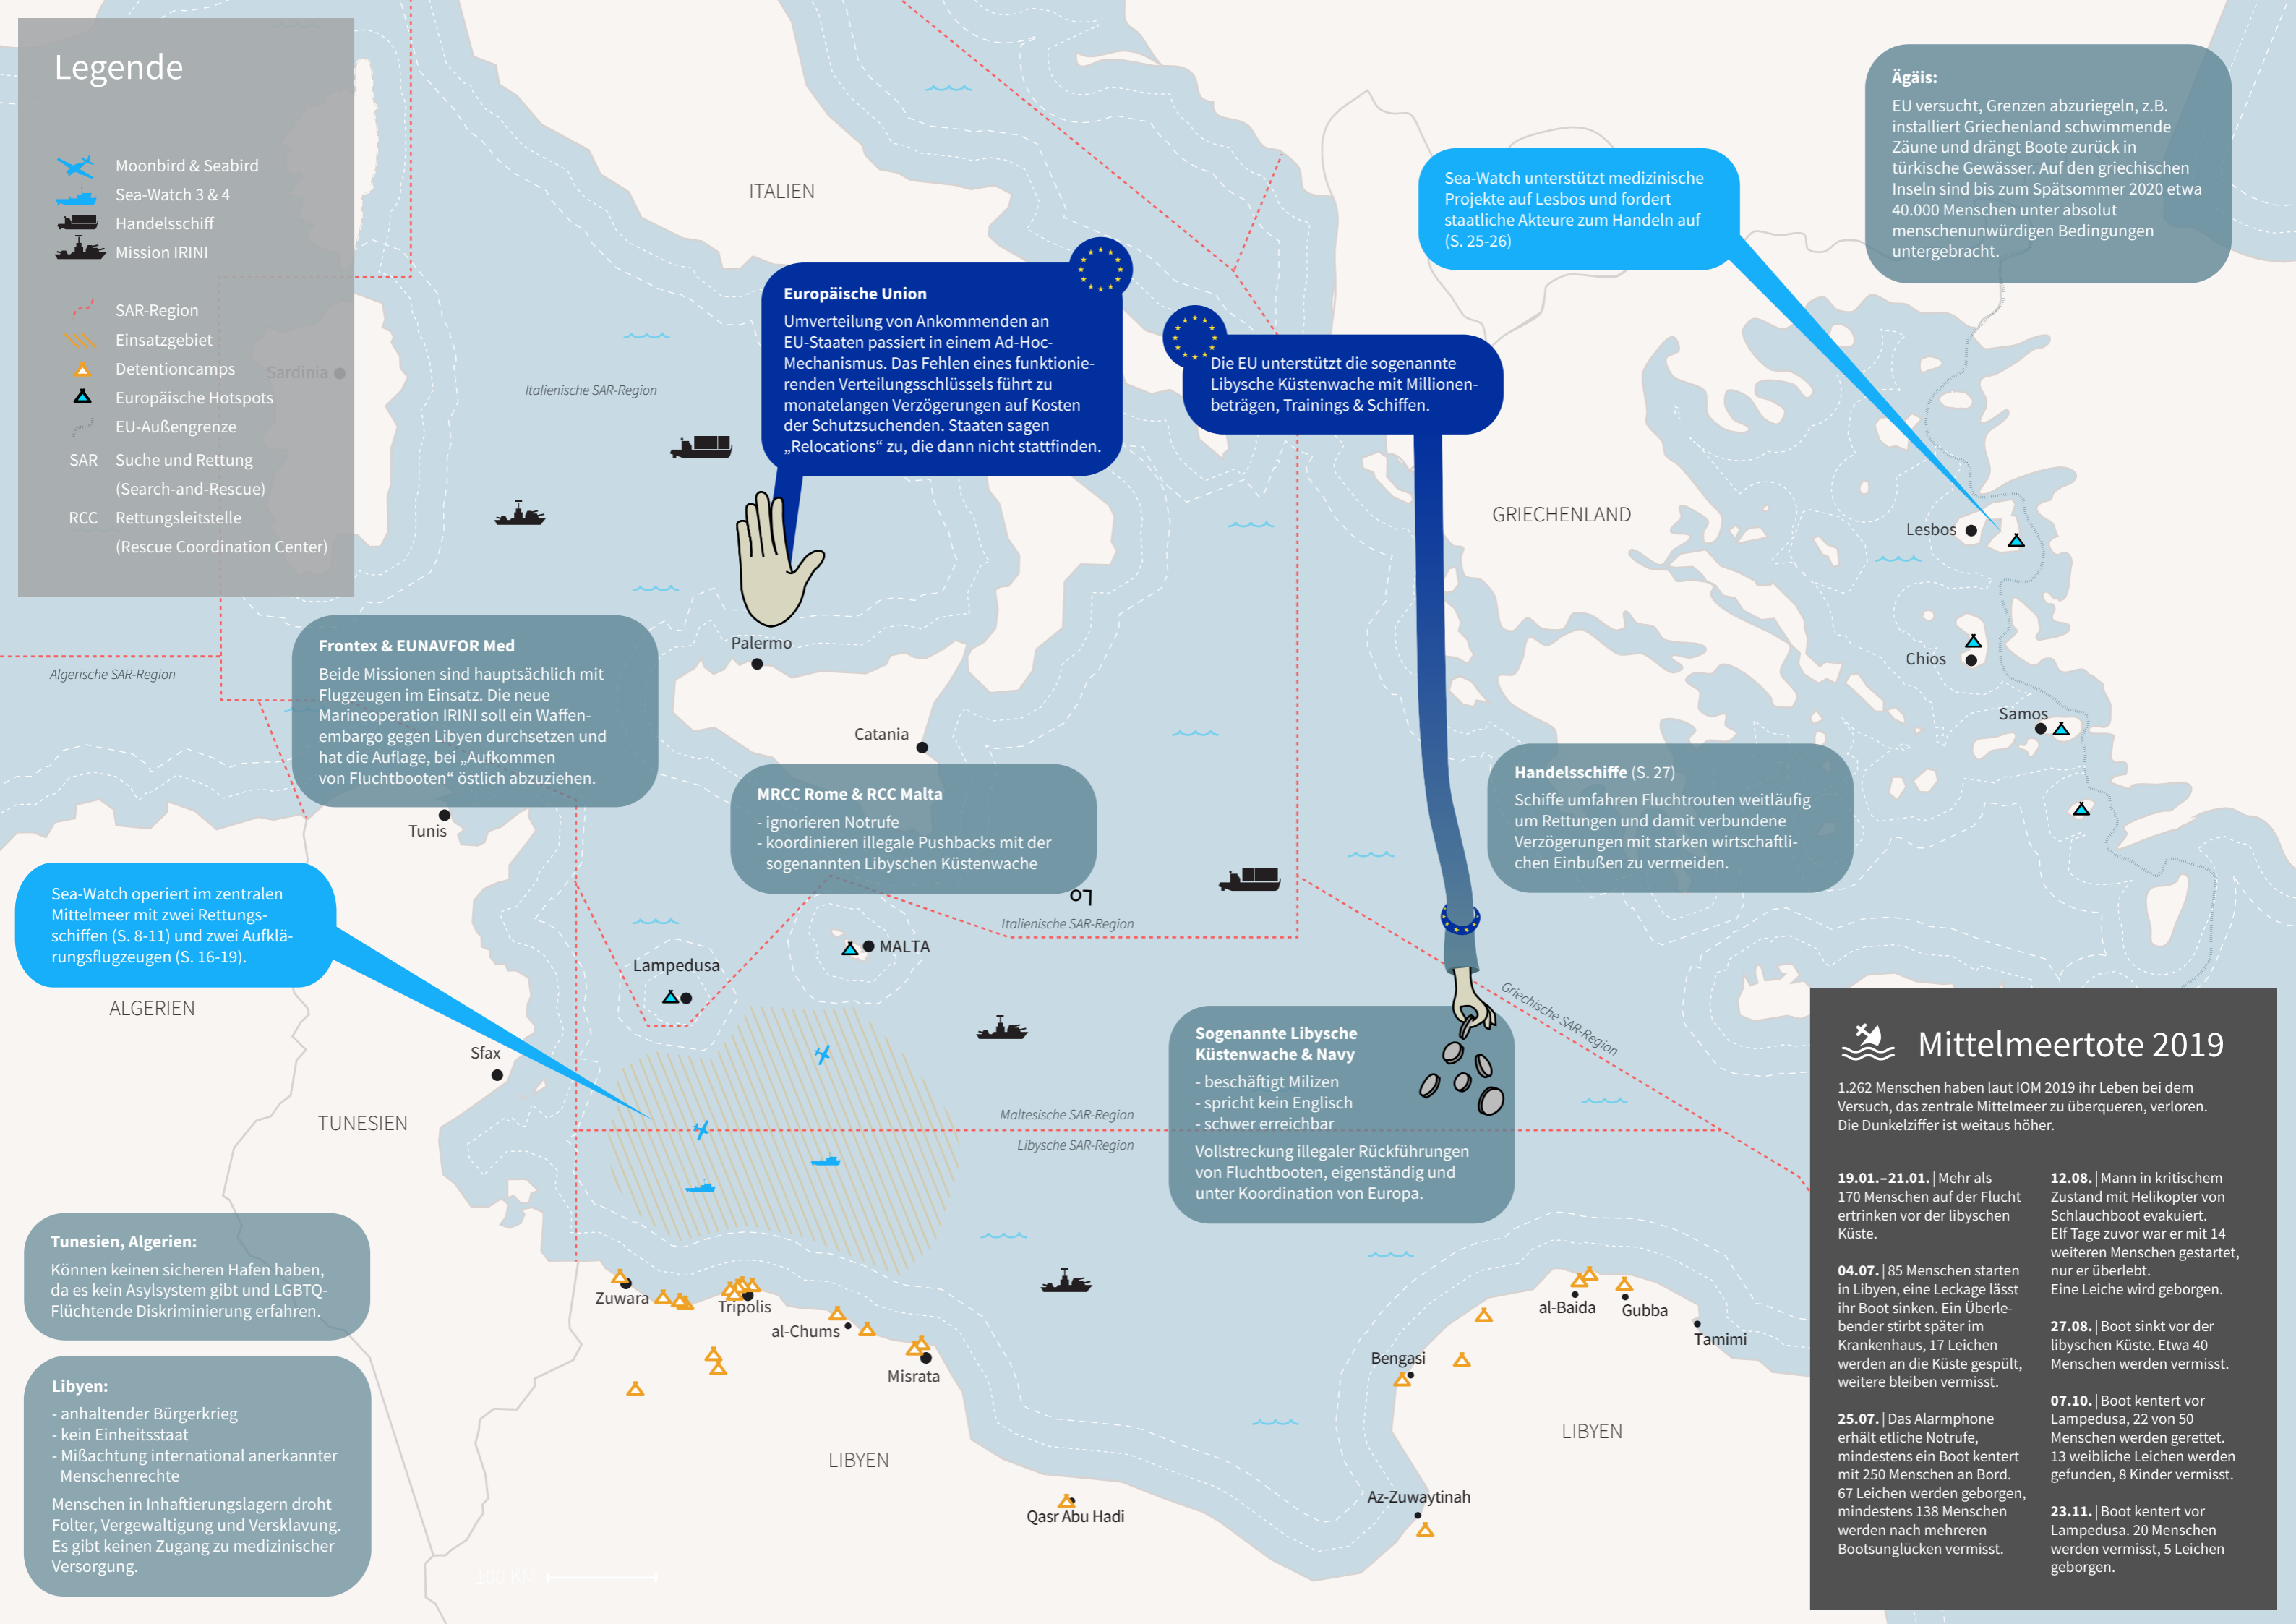 Legende
Moonbird & Seabird
Sea-Watch 3 & 4
Handelsschiff
Mission IRINI
SAR-Region
Einsatzgebiet
Detentioncamps
Europäische Hotspots
EU-Außengrenze
SAR Suche und Rettung
(Search-and-Rescue)
RCC Rettungsleitstelle
(Rescue Coordination Center)
Sardinia
ITALIEN
Italienische SAR-Region
Europäische Union
Umverteilung von Ankommenden an
EU-Staaten passiert in einem Ad-Hoc-
Mechanismus. Das Fehlen eines funktionie-
renden Verteilungsschlüssels führt zu
monatelangen Verzögerungen auf Kosten
der Schutzsuchenden. Staaten sagen
„Relocations“ zu, die dann nicht stattfinden.
Die EU unterstützt die sogenannte
Libysche Küstenwache mit Millionen-
beträgen, Trainings & Schiffen.
Sea-Watch unterstützt medizinische
Projekte auf Lesbos und fordert
staatliche Akteure zum Handeln auf
(S. 25-26)
Ägäis:
EU versucht, Grenzen abzuriegeln, z.B.
installiert Griechenland schwimmende
Zäune und drängt Boote zurück in
türkische Gewässer. Auf den griechischen
Inseln sind bis zum Spätsommer 2020 etwa
40.000 Menschen unter absolut
menschenunwürdigen Bedingungen
untergebracht.
GRIECHENLAND
Lesbos
Chios
Samos
Algerische SAR-Region
Frontex & EUNAVFOR Med
Beide Missionen sind hauptsächlich mit
Flugzeugen im Einsatz. Die neue
Marineoperation IRINI soll ein Waffen-
embargo gegen Libyen durchsetzen und
hat die Auflage, bei „Aufkommen
von Fluchtbooten“ östlich abzuziehen.
Palermo
Catania
Tunis
MRCC Rome & RCC Malta
- ignorieren Notrufe
- koordinieren illegale Pushbacks mit der
sogenannten Libyschen Küstenwache
Handelsschiffe (S. 27)
Schiffe umfahren Fluchtrouten weitläufig
um Rettungen und damit verbundene
Verzögerungen mit starken wirtschaftli-
chen Einbußen zu vermeiden.
Sea-Watch operiert im zentralen
Mittelmeer mit zwei Rettungs-
schiffen (S. 8-11) und zwei Aufklä-
rungsflugzeugen (S. 16-19).
Italienische SAR-Region
MALTA
Lampedusa
ALGERIEN
Sfax
TUNESIEN
Maltesische SAR-Region
Libysche SAR-Region
Griechische SAR-Region
Sogenannte Libysche
Küstenwache & Navy
- beschäftigt Milizen
- spricht kein Englisch
- schwer erreichbar
Vollstreckung illegaler Rückführungen
von Fluchtbooten, eigenständig und
unter Koordination von Europa.
Tunesien, Algerien:
Können keinen sicheren Hafen haben,
da es kein Asylsystem gibt und LGBTQ-
Flüchtende Diskriminierung erfahren.
Libyen:
- anhaltender Bürgerkrieg
- kein Einheitsstaat
- Mißachtung international anerkannter
Menschenrechte
Menschen in Inhaftierungslagern droht
Folter, Vergewaltigung und Versklavung.
Es gibt keinen Zugang zu medizinischer
Versorgung.
Zuwara
Tripolis
al-Chums
Misrata
LIBYEN
Qasr Abu Hadi
100 KM
Bengasi
al-Baida
Gubba
Tamimi
LIBYEN
Az-Zuwaytinah
Mittelmeertote 2019
1.262 Menschen haben laut IOM 2019 ihr Leben bei dem
Versuch, das zentrale Mittelmeer zu überqueren, verloren.
Die Dunkelziffer ist weitaus höher.
19.01.–21.01. | Mehr als
170 Menschen auf der Flucht
ertrinken vor der libyschen
Küste.
04.07. | 85 Menschen starten
in Libyen, eine Leckage lässt
ihr Boot sinken. Ein Überle-
bender stirbt später im
Krankenhaus, 17 Leichen
werden an die Küste gespült,
weitere bleiben vermisst.
25.07. | Das Alarmphone
erhält etliche Notrufe,
mindestens ein Boot kentert
mit 250 Menschen an Bord.
67 Leichen werden geborgen,
mindestens 138 Menschen
werden nach mehreren
Bootsunglücken vermisst.
12.08. | Mann in kritischem
Zustand mit Helikopter von
Schlauchboot evakuiert.
Elf Tage zuvor war er mit 14
weiteren Menschen gestartet,
nur er überlebt.
Eine Leiche wird geborgen.
27.08. | Boot sinkt vor der
libyschen Küste. Etwa 40
Menschen werden vermisst.
07.10. | Boot kentert vor
Lampedusa, 22 von 50
Menschen werden gerettet.
13 weibliche Leichen werden
gefunden, 8 Kinder vermisst.
23.11. | Boot kentert vor
Lampedusa. 20 Menschen
werden vermisst, 5 Leichen
geborgen.